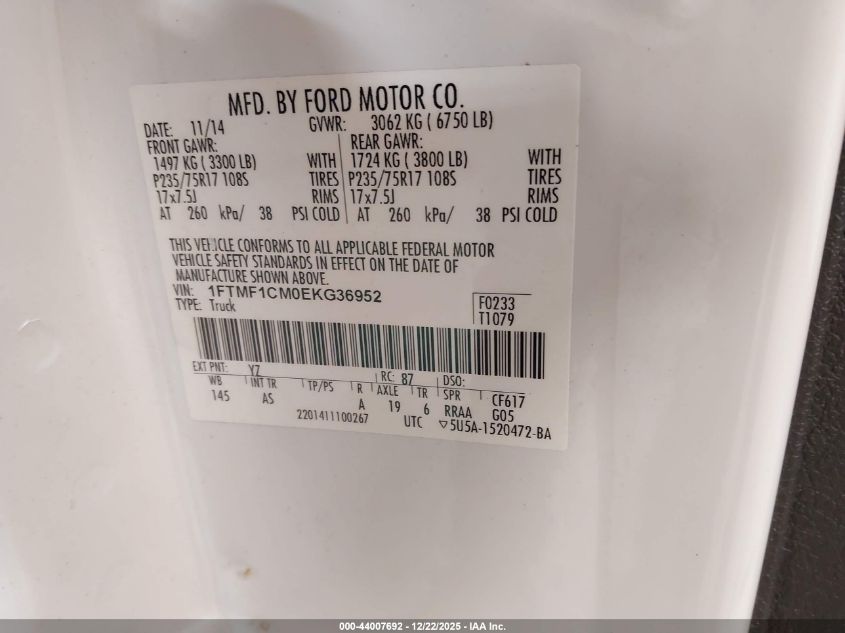 MFD. BY FORD MOTOR CO.
DATE: 11/14 GVWR: 3062 KG ( 6750 LB)
FRONT GAWR: REAR GAWR:
1497 KG ( 3300 LB) WITH 1724 KG ( 3800 LB) WITH
P235/75R17 108S TIRES P235/75R17 108S TIRES
17x7.5J RIMS 17x7.5J RIMS
AT 260 kPa/ 38 PSI COLD AT 260 kPa/ 38 PSI COLD
THIS VEHICLE CONFORMS TO ALL APPLICABLE FEDERAL MOTOR
VEHICLE SAFETY STANDARDS IN EFFECT ON THE DATE OF
MANUFACTURE SHOWN ABOVE.
VIN: 1FTMF1CM0EKG36952
TYPE: Truck
F0233
T1079
EXT PNT: YZ RC: 87 DSO:
WB INT TR TP/PS R AXLE TR SPR CF617
145 AS A 19 6 RRAA G05
2201411100267 UTC ▽5U5A-1520472-BA
000-44007692 - 12/22/2025 - IAA Inc.